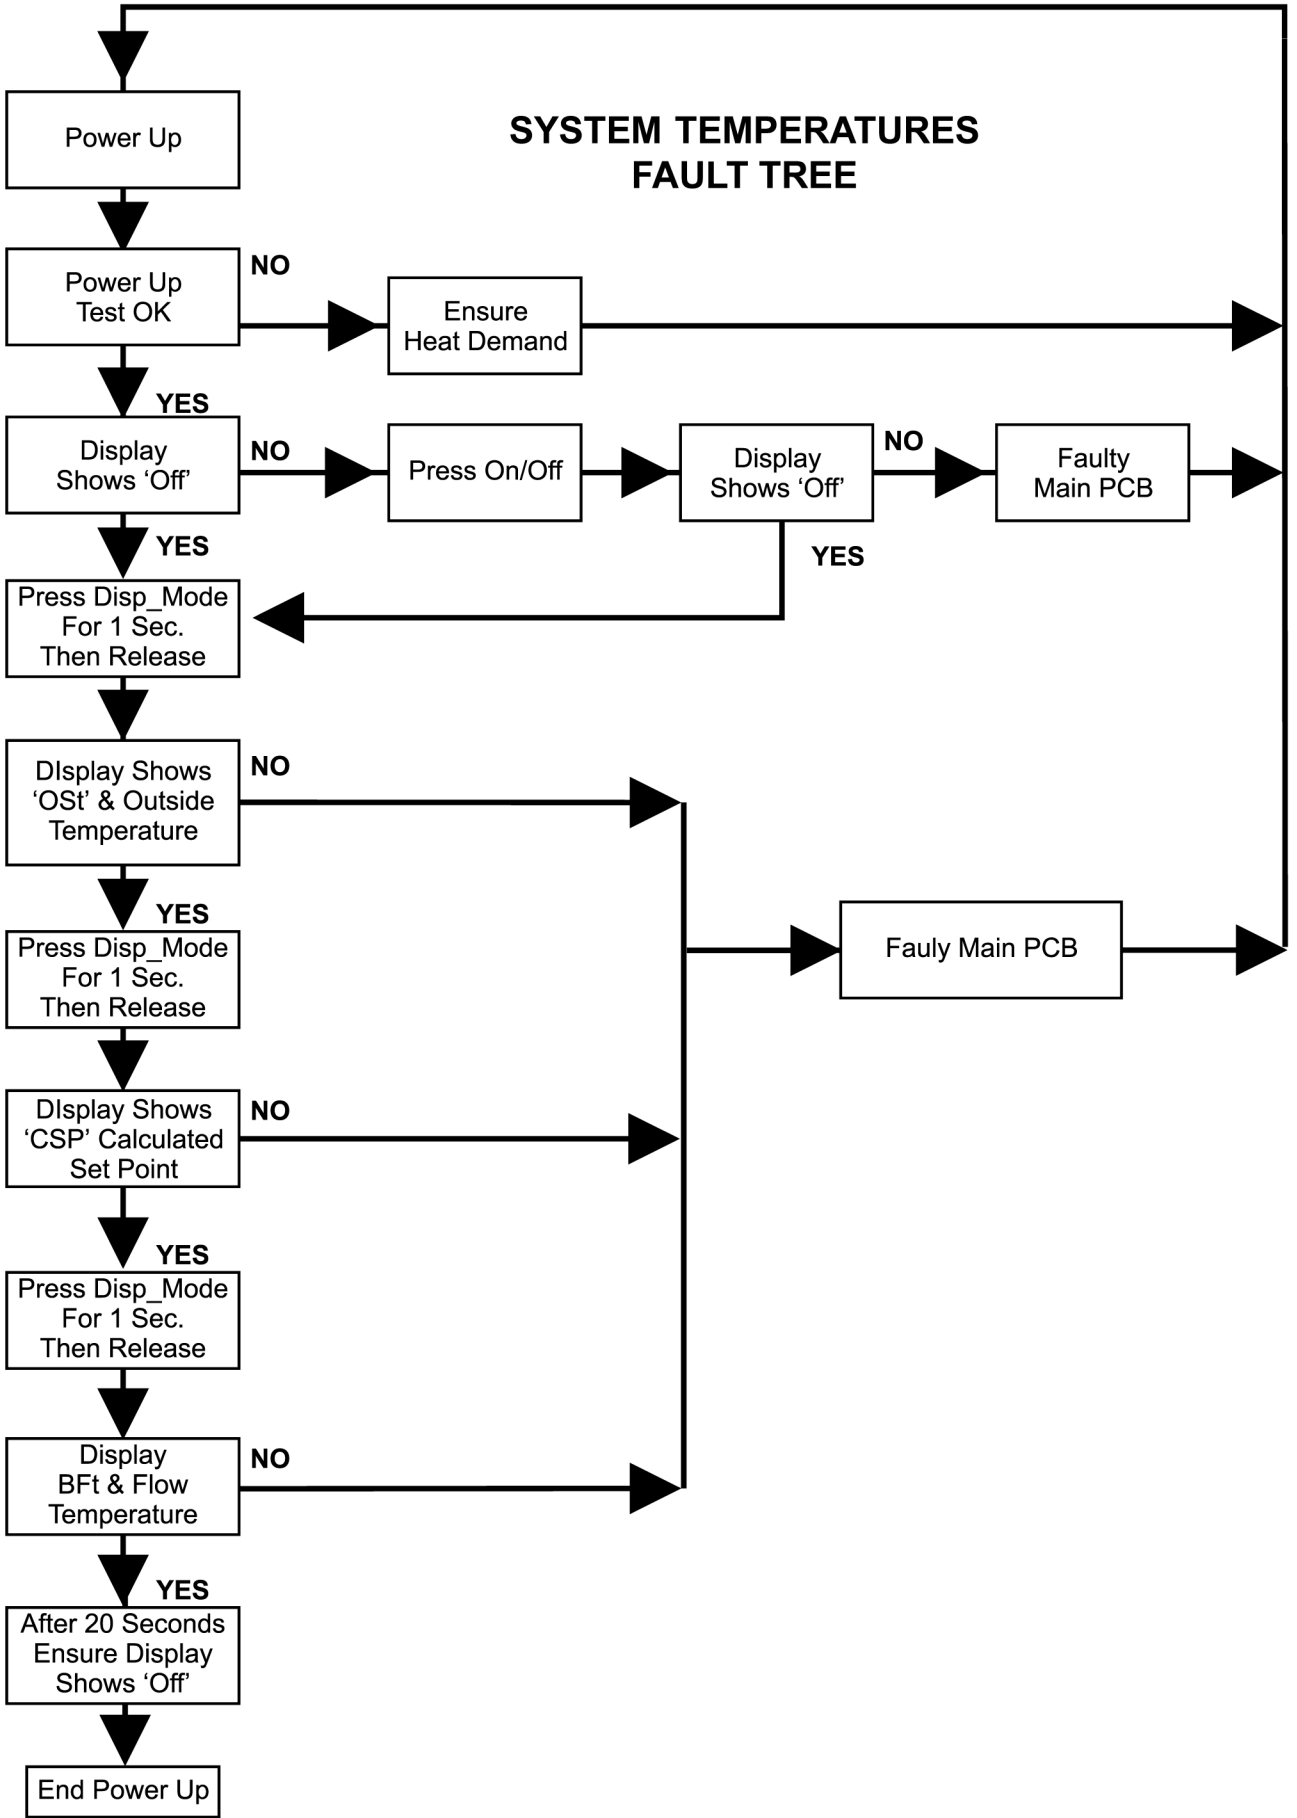 SYSTEM TEMPERATURES
FAULT TREE
Power Up
Power Up
Test OK
NO
Ensure
Heat Demand
YES
Display
Shows ‘Off’
NO
Press On/Off
Display
Shows ‘Off’
NO
Faulty
Main PCB
YES
YES
Press Disp_Mode
For 1 Sec.
Then Release
DIsplay Shows
‘OSt’ & Outside
Temperature
NO
YES
Fauly Main PCB
Press Disp_Mode
For 1 Sec.
Then Release
DIsplay Shows
‘CSP’ Calculated
Set Point
NO
YES
Press Disp_Mode
For 1 Sec.
Then Release
Display
BFt & Flow
Temperature
NO
YES
After 20 Seconds
Ensure Display
Shows ‘Off’
End Power Up